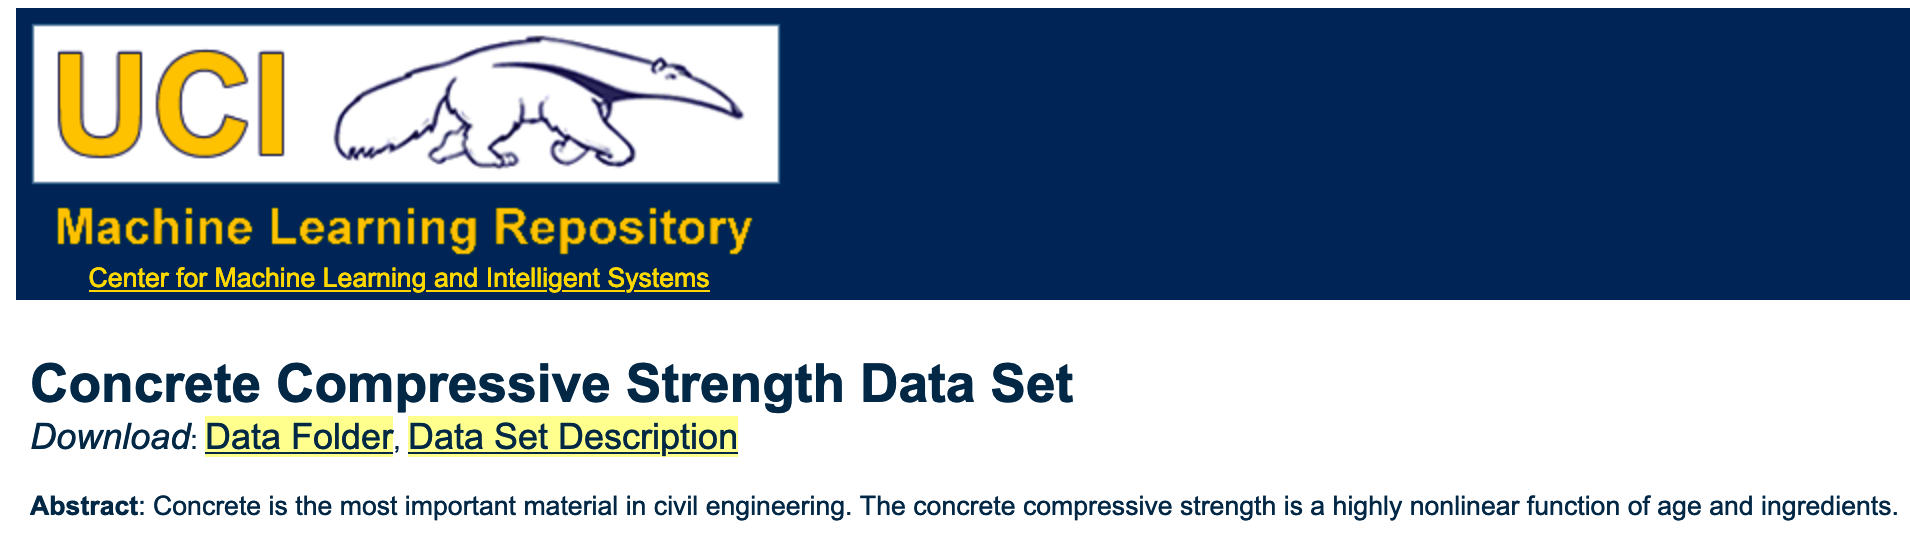 UCI
Machine Learning Repository
Center for Machine Learning and Intelligent Systems
Concrete Compressive Strength Data Set
Download: Data Folder, Data Set Description
Abstract: Concrete is the most important material in civil engineering. The concrete compressive strength is a highly nonlinear function of age and ingredients.